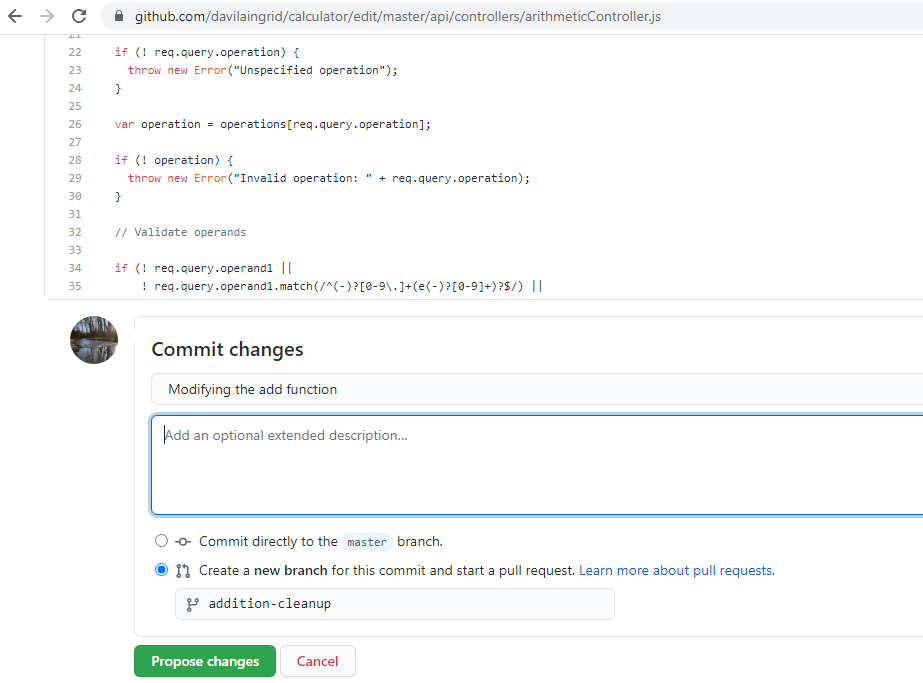 github.com/davilaingrid/calculator/edit/master/api/controllers/arithmeticController.js
21
22 if (! req.query.operation) {
23 throw new Error("Unspecified operation");
24 }
25
26 var operation = operations[req.query.operation];
27
28 if (! operation) {
29 throw new Error("Invalid operation: " + req.query.operation);
30 }
31
32 // Validate operands
33
34 if (! req.query.operand1 ||
35 ! req.query.operand1.match(/^(-)?[0-9\.]+(e(-)?[0-9]+)?$/) ||
Commit changes
Modifying the add function
Add an optional extended description...
Commit directly to the master branch.
Create a new branch for this commit and start a pull request. Learn more about pull requests.
addition-cleanup
Propose changes Cancel